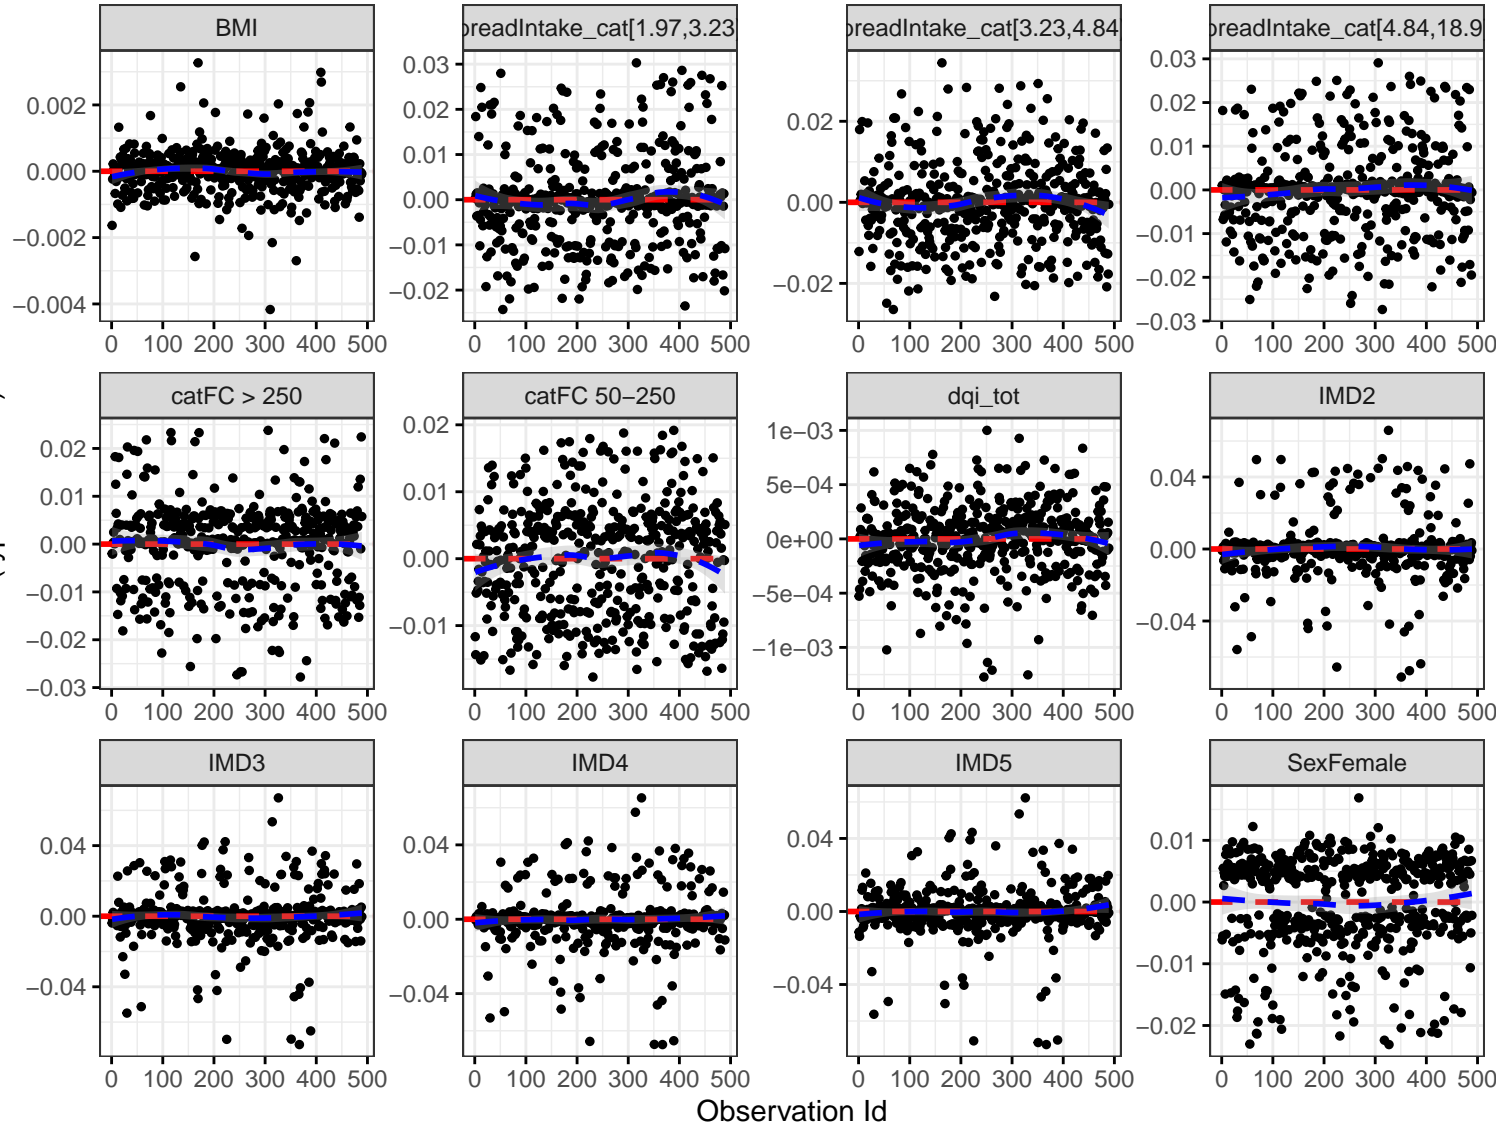 BMI
readIntake_cat[1.97,3.23
readIntake_cat[3.23,4.84
readIntake_cat[4.84,18.9
0.002
0.000
−0.002
−0.004
0.03
0.02
0.01
0.00
−0.01
−0.02
0.02
0.00
−0.02
0.03
0.02
0.01
0.00
−0.01
−0.02
−0.03
0 100 200 300 400 500
0 100 200 300 400 500
0 100 200 300 400 500
0 100 200 300 400 500
catFC > 250
catFC 50−250
dqi_tot
IMD2
0.02
0.01
0.00
−0.01
−0.02
−0.03
0.02
0.01
0.00
−0.01
1e−03
5e−04
0e+00
−5e−04
−1e−03
0.04
0.00
−0.04
0 100 200 300 400 500
0 100 200 300 400 500
0 100 200 300 400 500
0 100 200 300 400 500
IMD3
IMD4
IMD5
SexFemale
0.04
0.00
−0.04
0.04
0.00
−0.04
0.04
0.00
−0.04
0.01
0.00
−0.01
−0.02
0 100 200 300 400 500
0 100 200 300 400 500
0 100 200 300 400 500
0 100 200 300 400 500
Observation Id